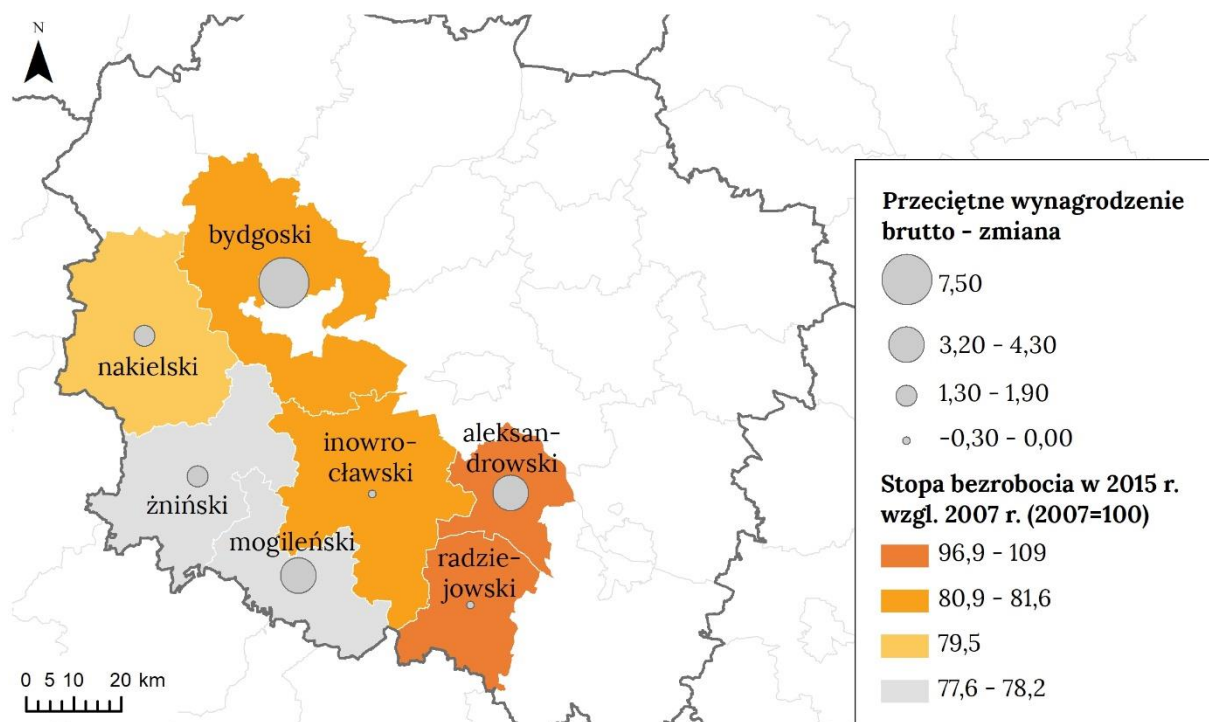 N
bydgoski
nakielski
inowro-
cławski
aleksan-
drowski
żniński
mogileński
radzie-
jowski
0 5 10 20 km
Przeciętne wynagrodzenie
brutto - zmiana
7,50
3,20 - 4,30
1,30 - 1,90
-0,30 - 0,00
Stopa bezrobocia w 2015 r.
wzgl. 2007 r. (2007=100)
96,9 - 109
80,9 - 81,6
79,5
77,6 - 78,2